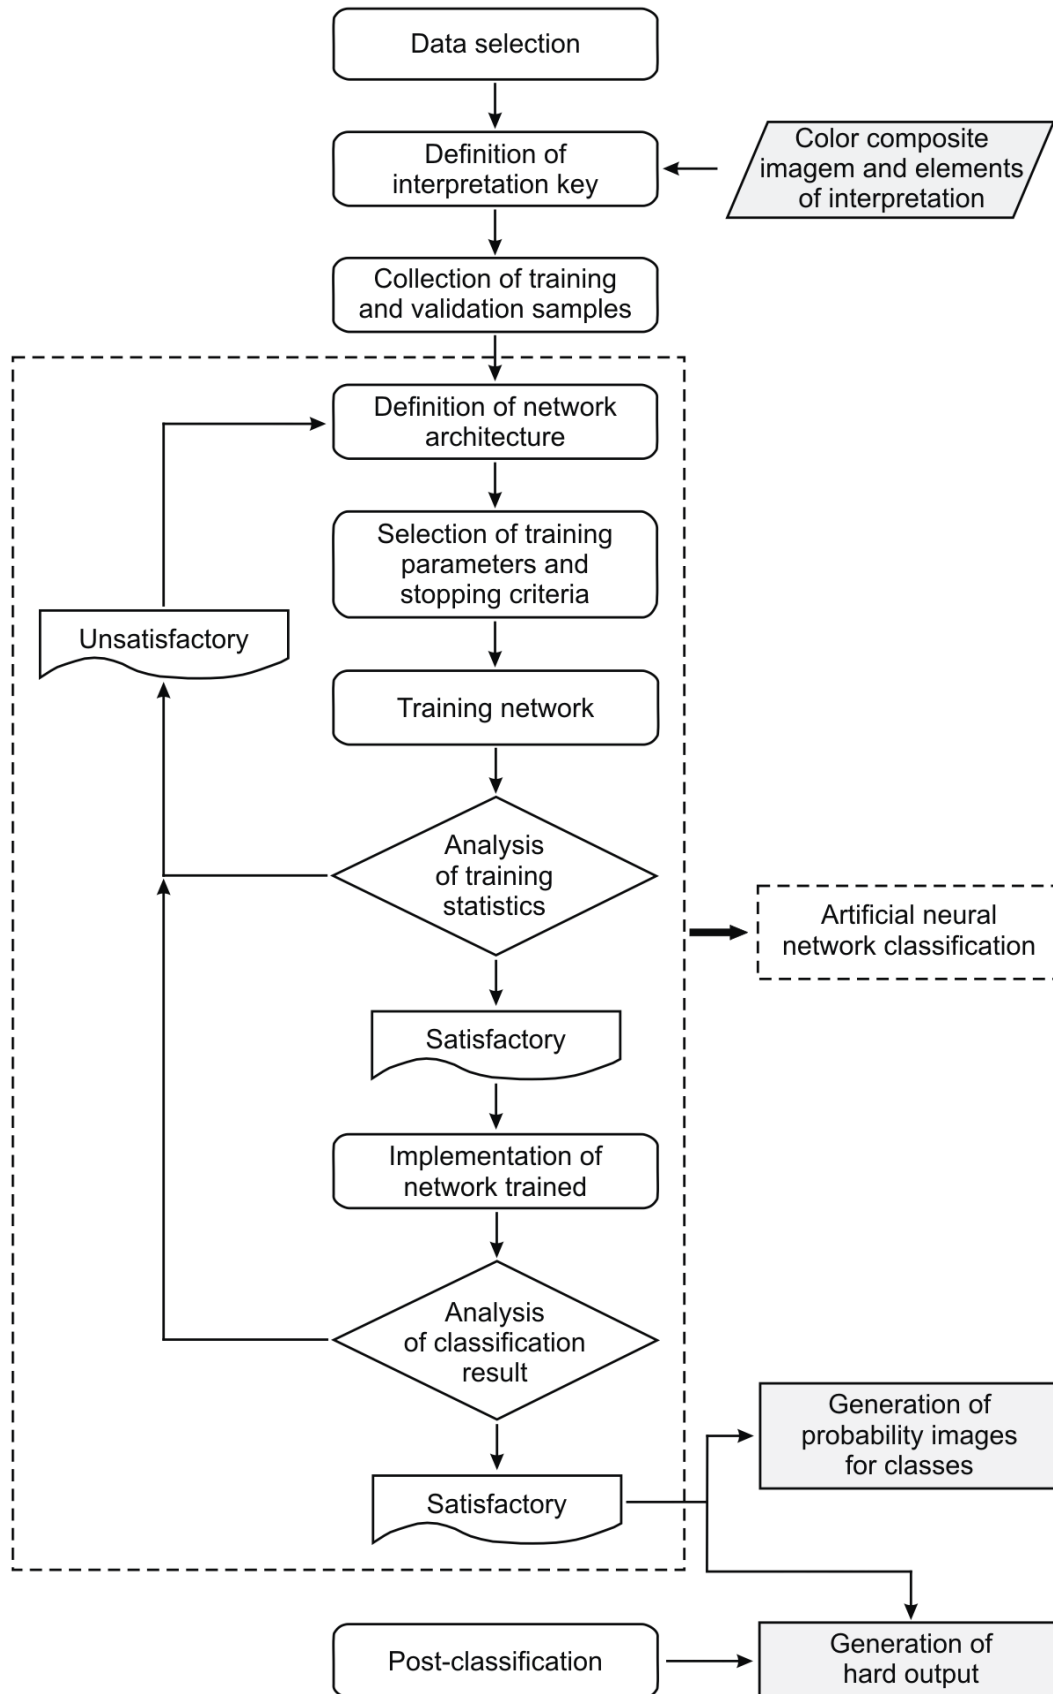 Data selection
Definition of
interpretation key
Color composite
imagem and elements
of interpretation
Collection of training
and validation samples
Definition of network
architecture
Selection of training
parameters and
stopping criteria
Unsatisfactory
Training network
Analysis
of training
statistics
Artificial neural
network classification
Satisfactory
Implementation of
network trained
Analysis
of classification
result
Generation of
probability images
for classes
Satisfactory
Post-classification
Generation of
hard output